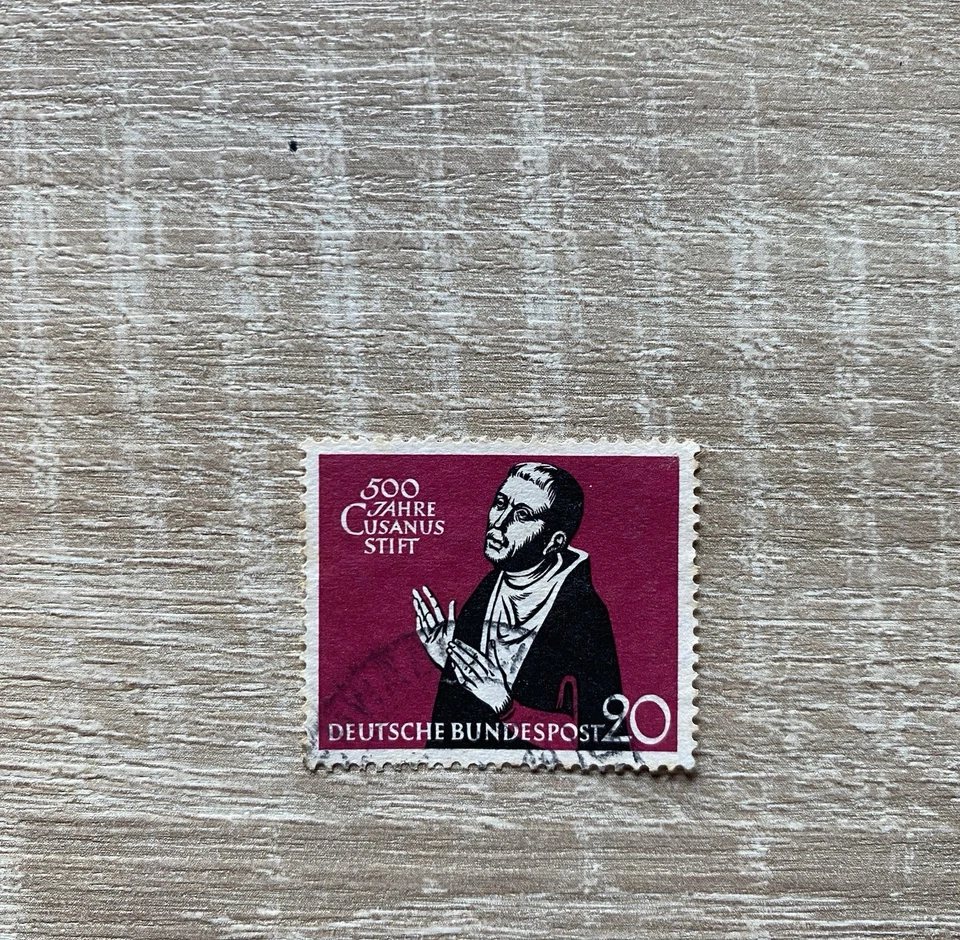 500
JAHRE
CUSANUS
STIFT
DEUTSCHE BUNDESPOST 20